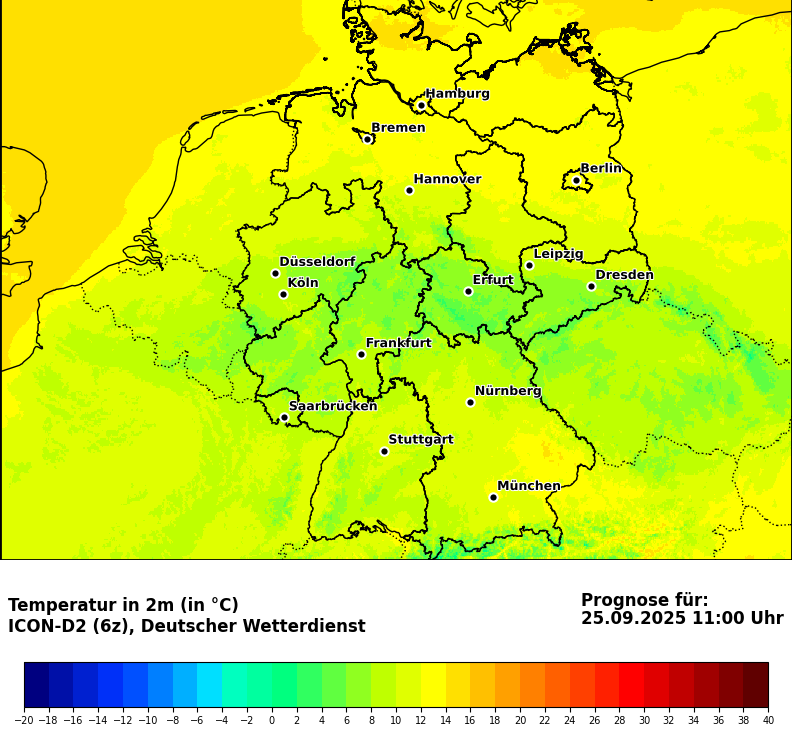 Hamburg
Bremen
Berlin
Hannover
Leipzig
Düsseldorf
Dresden
Köln
Erfurt
Frankfurt
Nürnberg
Saarbrücken
Stuttgart
München
Temperatur in 2m (in °C)
ICON-D2 (6z), Deutscher Wetterdienst
Prognose für:
25.09.2025 11:00 Uhr
−20 −18 −16 −14 −12 −10 −8 −6 −4 −2 0 2 4 6 8 10 12 14 16 18 20 22 24 26 28 30 32 34 36 38 40